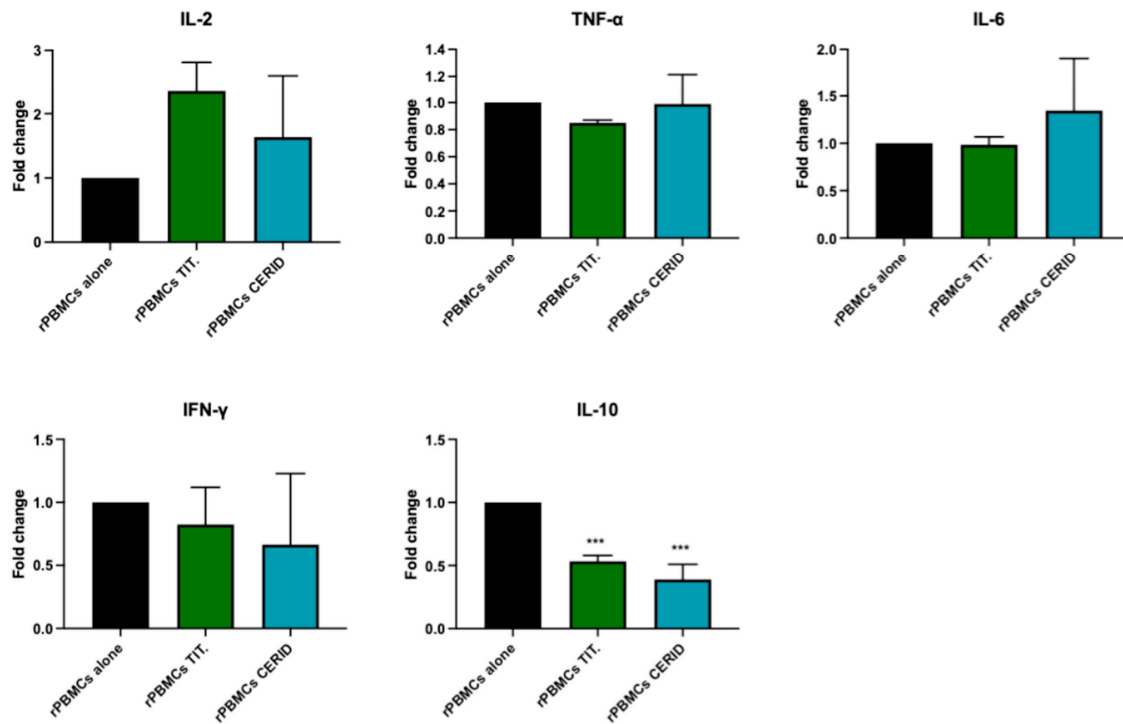 IL-2
Fold change
3
2
1
0
rPBMCs alone
rPBMCs TIT.
rPBMCs CERID
TNF-α
Fold change
1.4
1.2
1.0
0.8
0.6
0.4
0.2
0.0
rPBMCs alone
rPBMCs TIT.
rPBMCs CERID
IL-6
Fold change
2.0
1.5
1.0
0.5
0.0
rPBMCs alone
rPBMCs TIT.
rPBMCs CERID
IFN-γ
Fold change
1.5
1.0
0.5
0.0
rPBMCs alone
rPBMCs TIT.
rPBMCs CERID
IL-10
Fold change
1.5
1.0
0.5
0.0
***
***
rPBMCs alone
rPBMCs TIT.
rPBMCs CERID